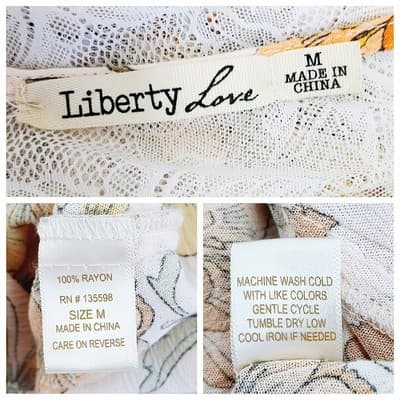 Liberty Love
M
MADE IN
CHINA
100% RAYON
RN # 135598
SIZE M
MADE IN CHINA
CARE ON REVERSE
MACHINE WASH COLD
WITH LIKE COLORS
GENTLE CYCLE
TUMBLE DRY LOW
COOL IRON IF NEEDED